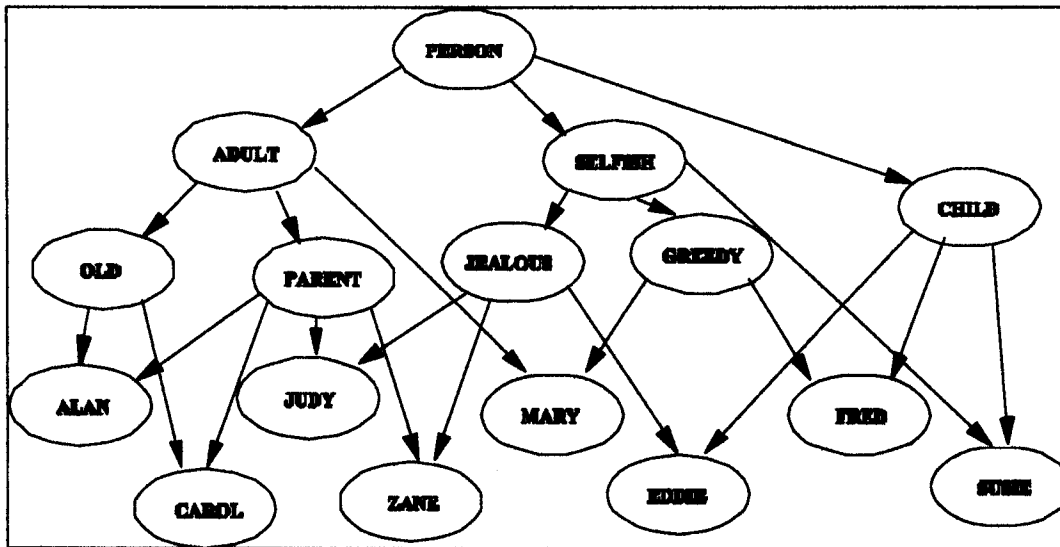 PERSON
ADULT
SELFISH
CHILD
OLD
PARENT
JEALOUS
GREEDY
ALAN
JUDY
MARY
FRED
CAROL
ZANE
EDDIE
SUSIE